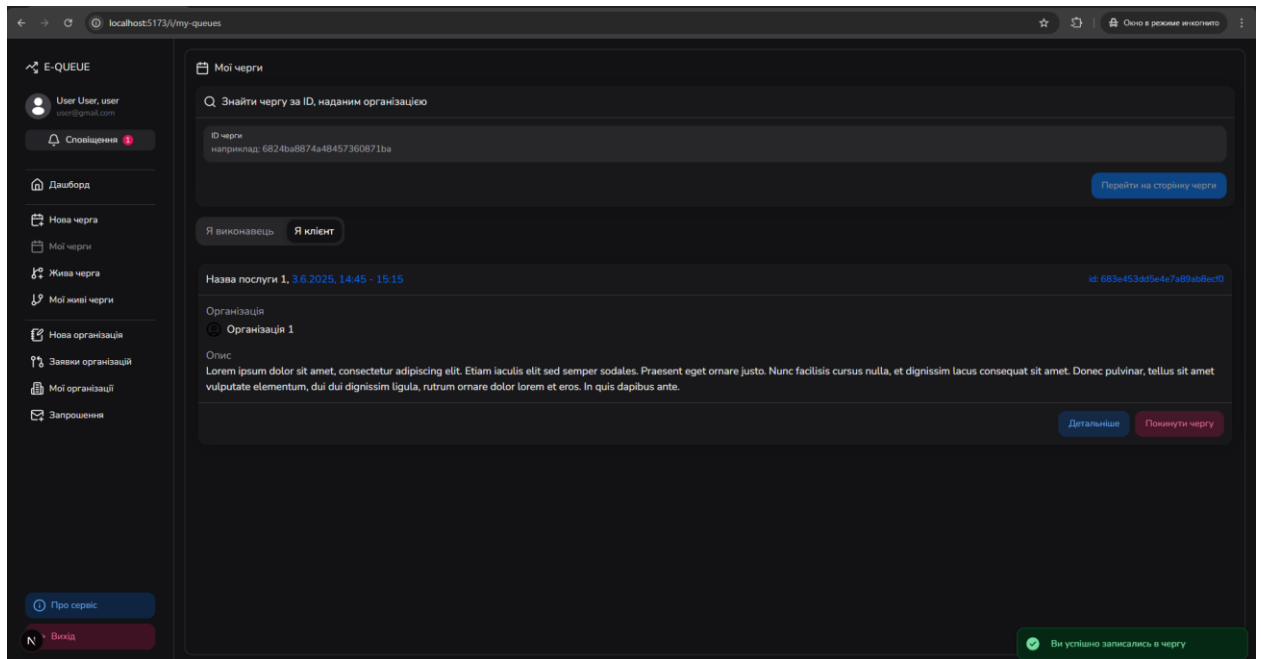 localhost:5173/i/my-queues
Окно в режиме инкогнито
E-QUEUE
User User, user
user@gmail.com
Сповіщення 1
Дашборд
Нова черга
Мої черги
Жива черга
Мої живі черги
Нова організація
Заявки організацій
Мої організації
Запрошення
Про сервіс
N
Вихід
Мої черги
Знайти чергу за ID, наданим організацією
ID черги
наприклад: 6824ba8874a48457360871ba
Перейти на сторінку черги
Я виконавець Я клієнт
Назва послуги 1, 3.6.2025, 14:45 - 15:15 id: 683e453dd5e4e7a89ab8ecf0
Організація
Організація 1
Опис
Lorem ipsum dolor sit amet, consectetur adipiscing elit. Etiam iaculis elit sed semper sodales. Praesent eget ornare justo. Nunc facilisis cursus nulla, et dignissim lacus consequat sit amet. Donec pulvinar, tellus sit amet
vulputate elementum, dui dui dignissim ligula, rutrum ornare dolor lorem et eros. In quis dapibus ante.
Детальніше Покинути чергу
Ви успішно записались в чергу